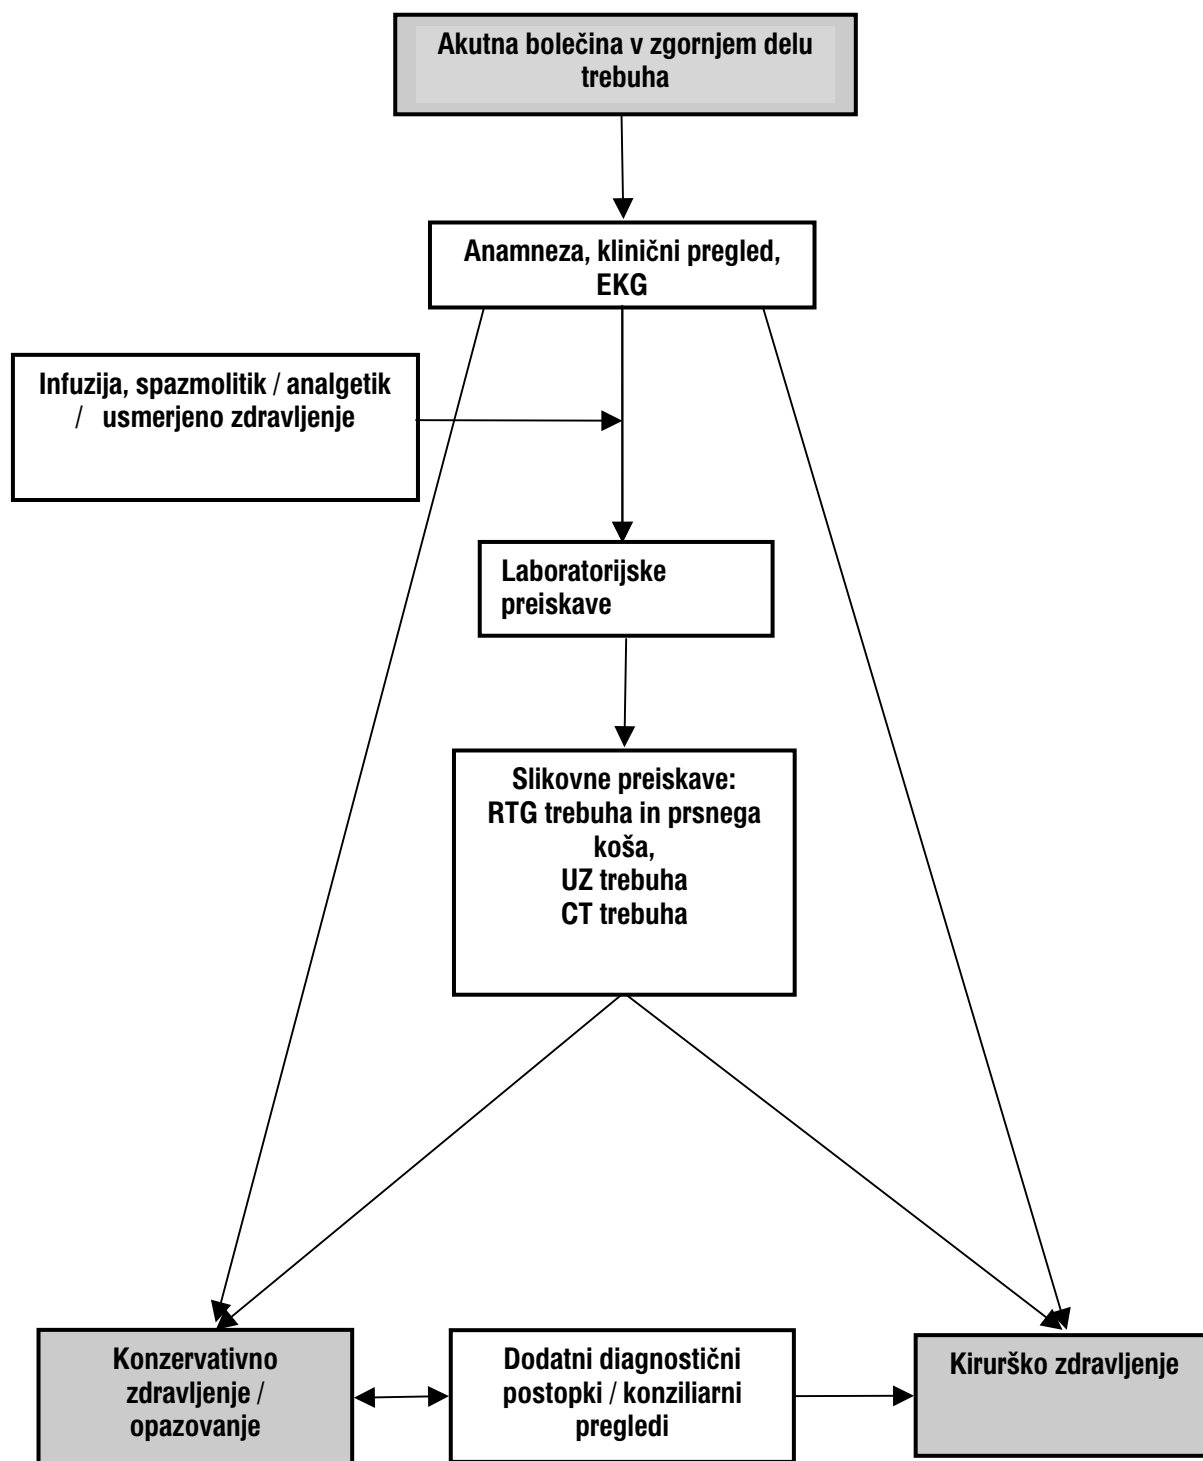 Akutna bolečina v zgornjem delu
trebuha
Anamneza, klinični pregled,
EKG
Infuzija, spazmolitik / analgetik
/ usmerjeno zdravljenje
Laboratorijske
preiskave
Slikovne preiskave:
RTG trebuha in prsnega
koša,
UZ trebuha
CT trebuha
Konzervativno
zdravljenje /
opazovanje
Dodatni diagnostični
postopki / konziliarni
pregledi
Kirurško zdravljenje